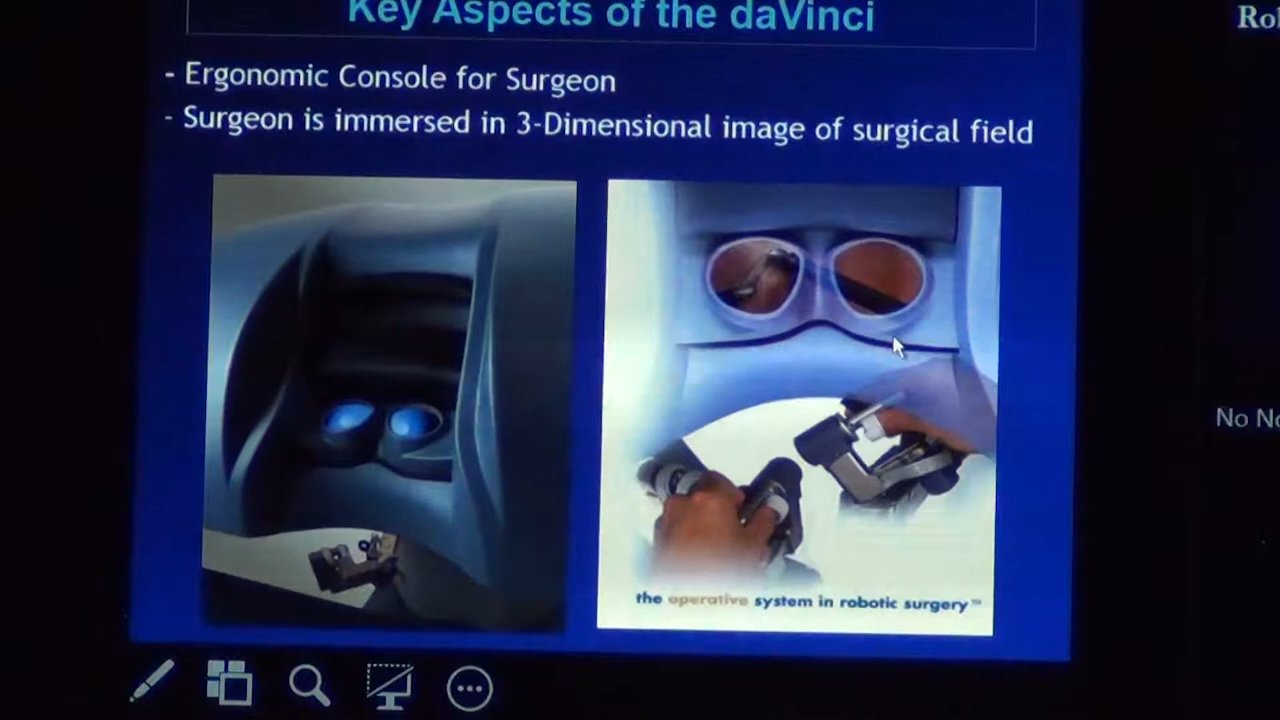 Key Aspects of the daVinci
- Ergonomic Console for Surgeon
- Surgeon is immersed in 3-Dimensional image of surgical field
the operative system in robotic surgery™
No